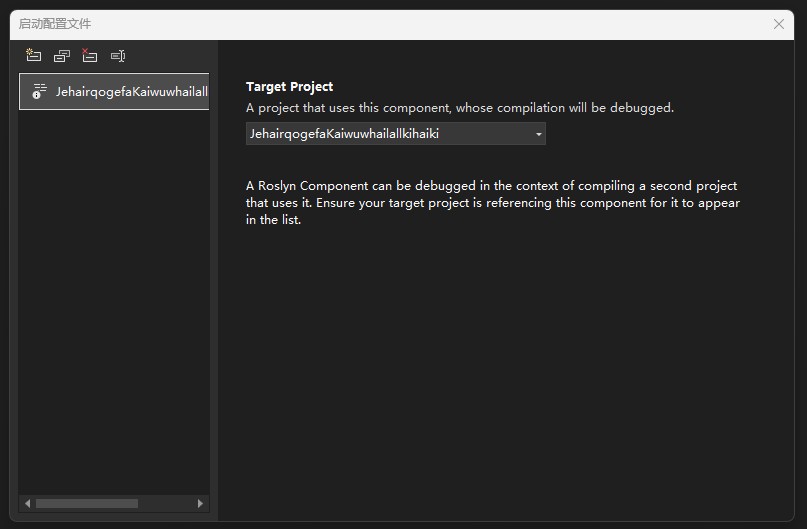 启动配置文件
JehairqogefaKaiwuwhailall
Target Project
A project that uses this component, whose compilation will be debugged.
JehairqogefaKaiwuwhailallkihaiki
A Roslyn Component can be debugged in the context of compiling a second project
that uses it. Ensure your target project is referencing this component for it to appear
in the list.